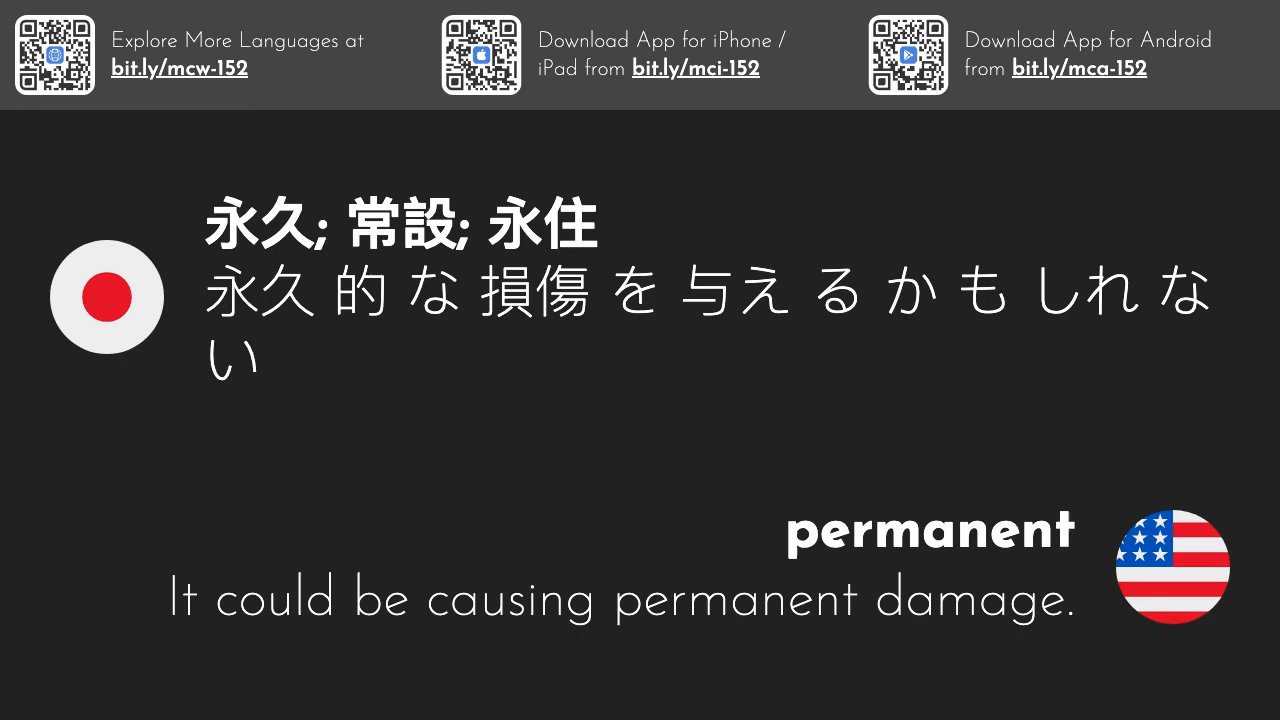 Explore More Languages at
bit.ly/mcw-152
Download App for iPhone /
iPad from bit.ly/mci-152
Download App for Android
from bit.ly/mca-152
永久; 常設; 永住
永久 的 な 損傷 を 与え る か も しれ な
い
permanent
It could be causing permanent damage.